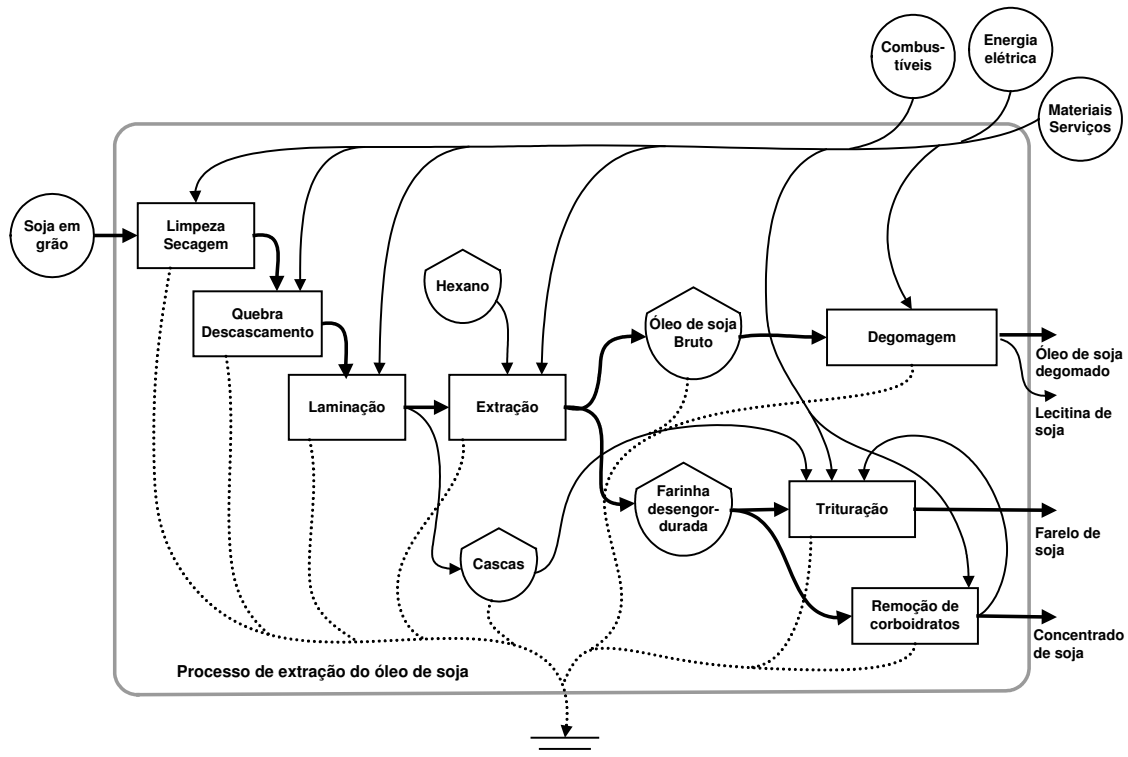 Combus-
tíveis
Energia
elétrica
Materiais
Serviços
Soja em
grão
Limpeza
Secagem
Quebra
Descascamento
Hexano
Laminação
Extração
Óleo de soja
Bruto
Degomagem
Óleo de soja
degomado
Lecitina de
soja
Farinha
desengor-
durada
Trituração
Farelo de
soja
Cascas
Remoção de
corboidratos
Concentrado
de soja
Processo de extração do óleo de soja